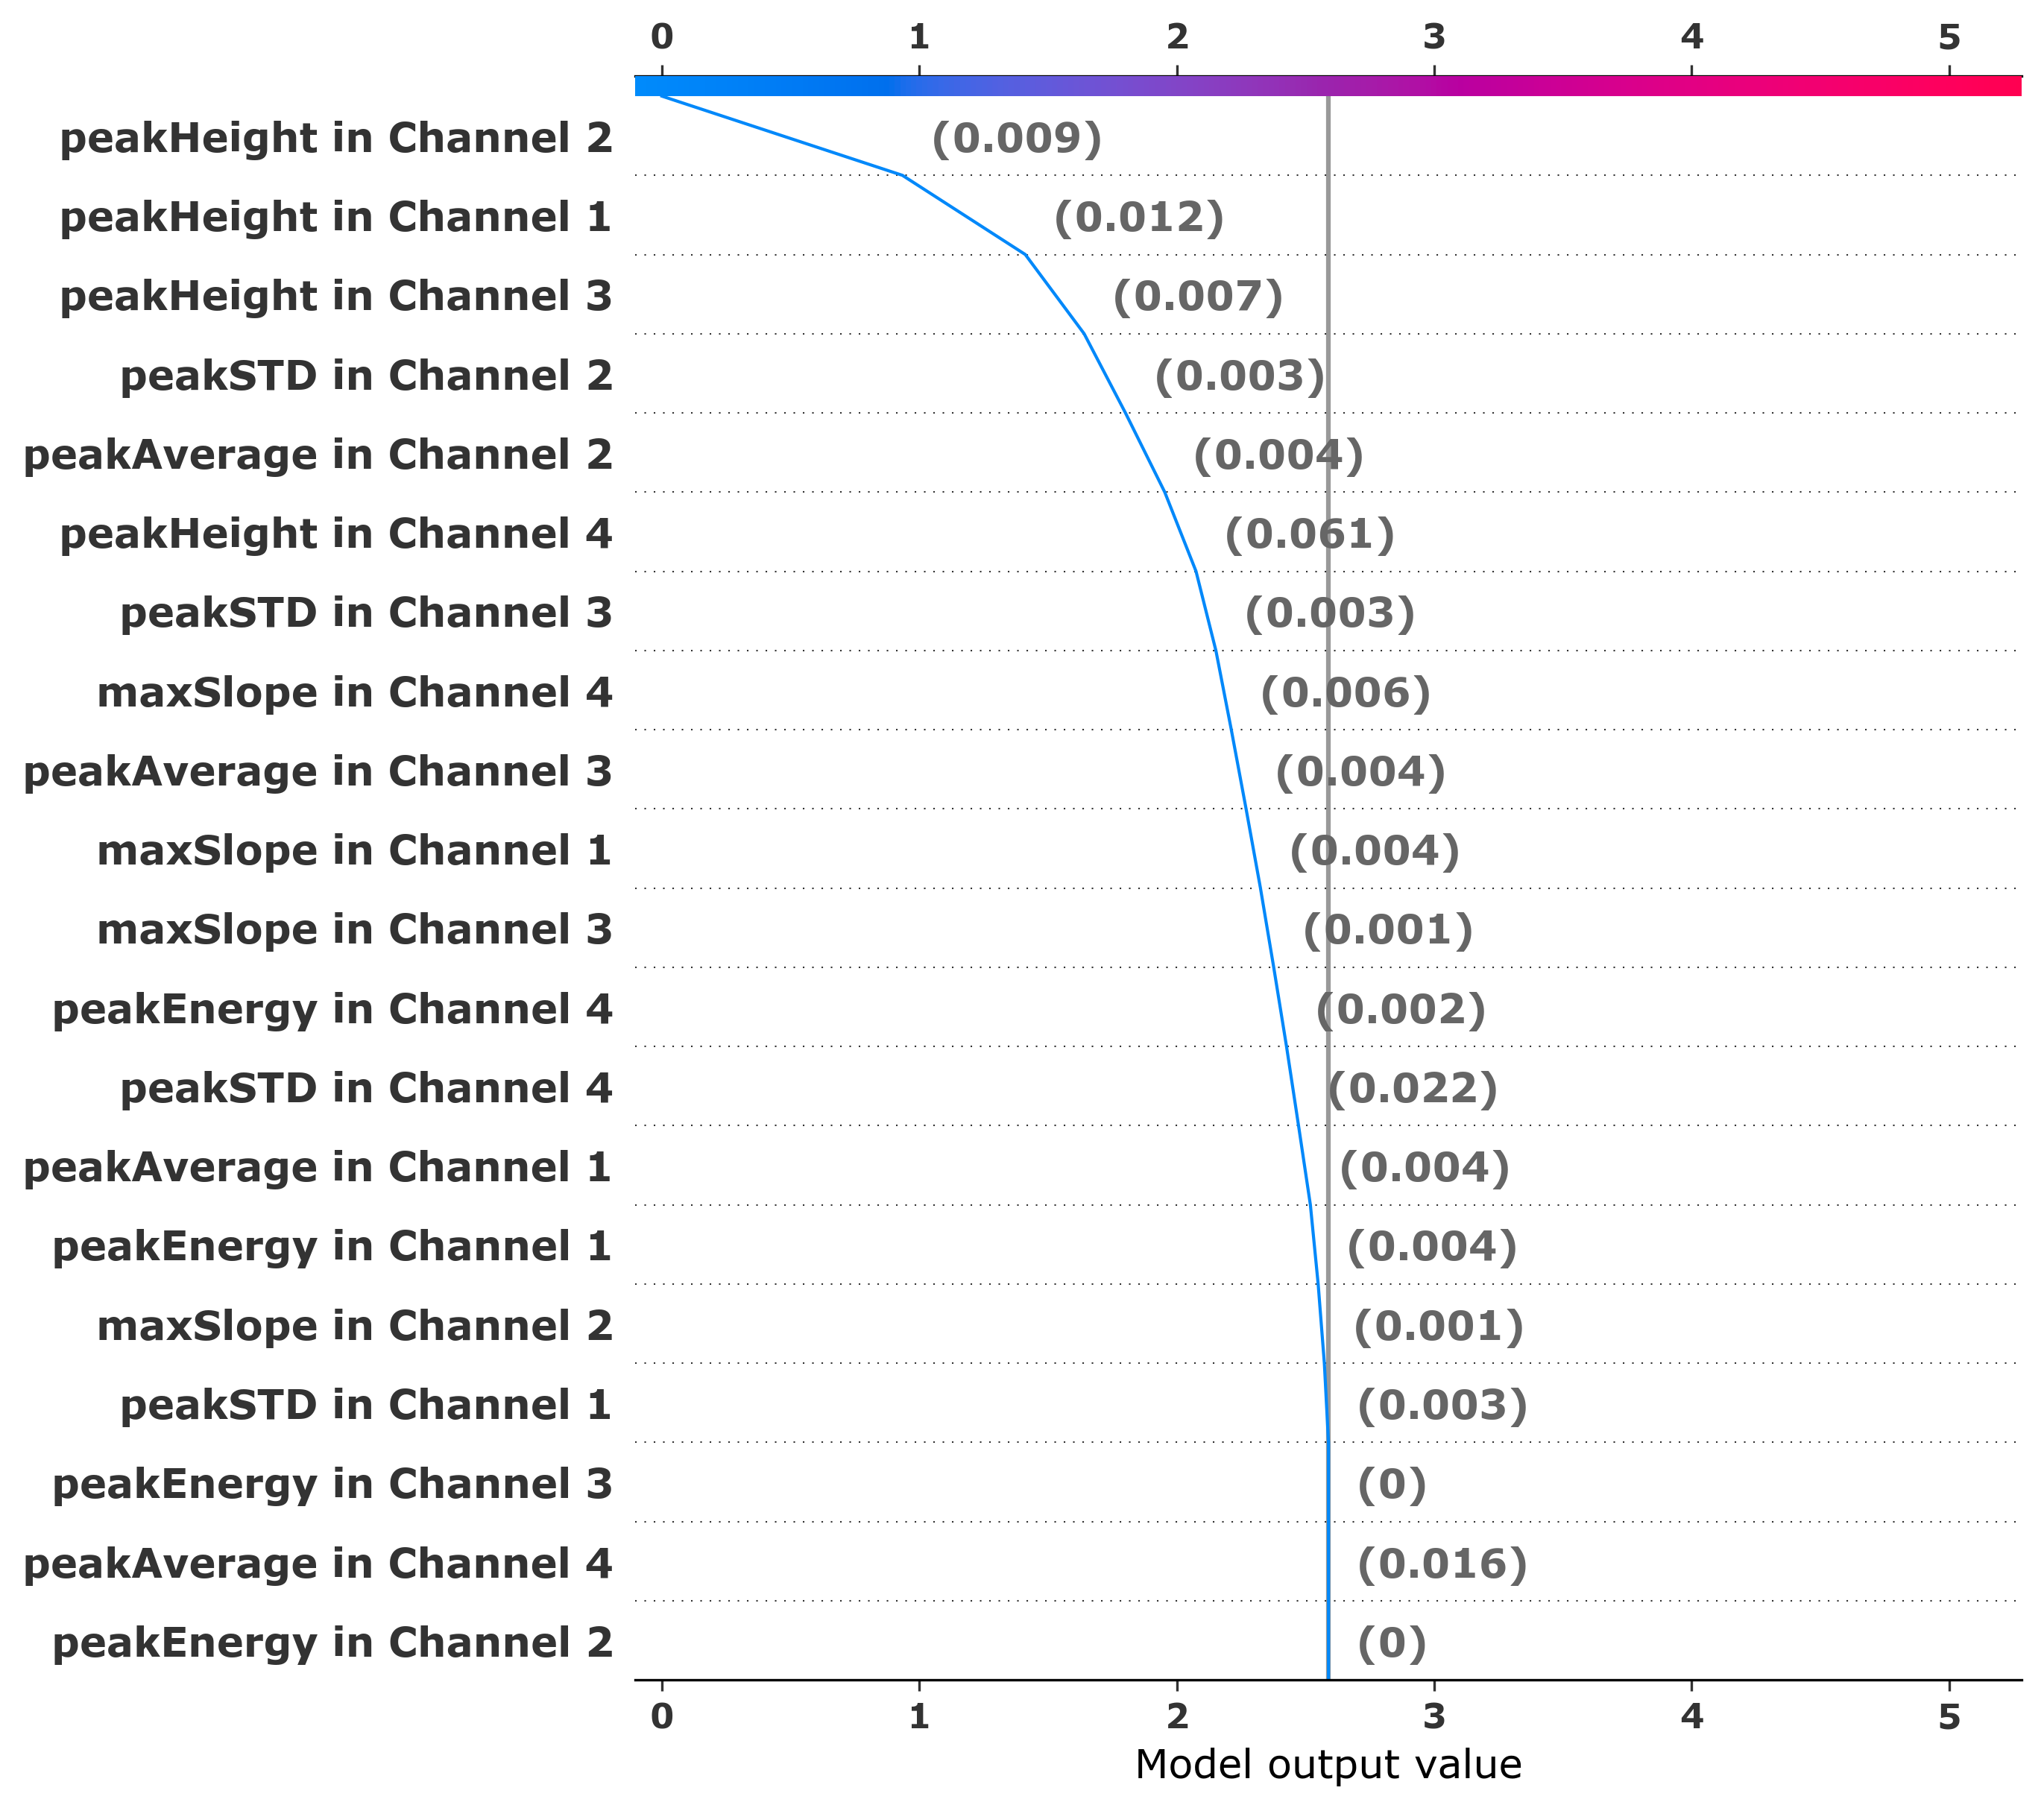 0 1 2 3 4 5
peakHeight in Channel 2 (0.009)
peakHeight in Channel 1 (0.012)
peakHeight in Channel 3 (0.007)
peakSTD in Channel 2 (0.003)
peakAverage in Channel 2 (0.004)
peakHeight in Channel 4 (0.061)
peakSTD in Channel 3 (0.003)
maxSlope in Channel 4 (0.006)
peakAverage in Channel 3 (0.004)
maxSlope in Channel 1 (0.004)
maxSlope in Channel 3 (0.001)
peakEnergy in Channel 4 (0.002)
peakSTD in Channel 4 (0.022)
peakAverage in Channel 1 (0.004)
peakEnergy in Channel 1 (0.004)
maxSlope in Channel 2 (0.001)
peakSTD in Channel 1 (0.003)
peakEnergy in Channel 3 (0)
peakAverage in Channel 4 (0.016)
peakEnergy in Channel 2 (0)
0 1 2 3 4 5
Model output value